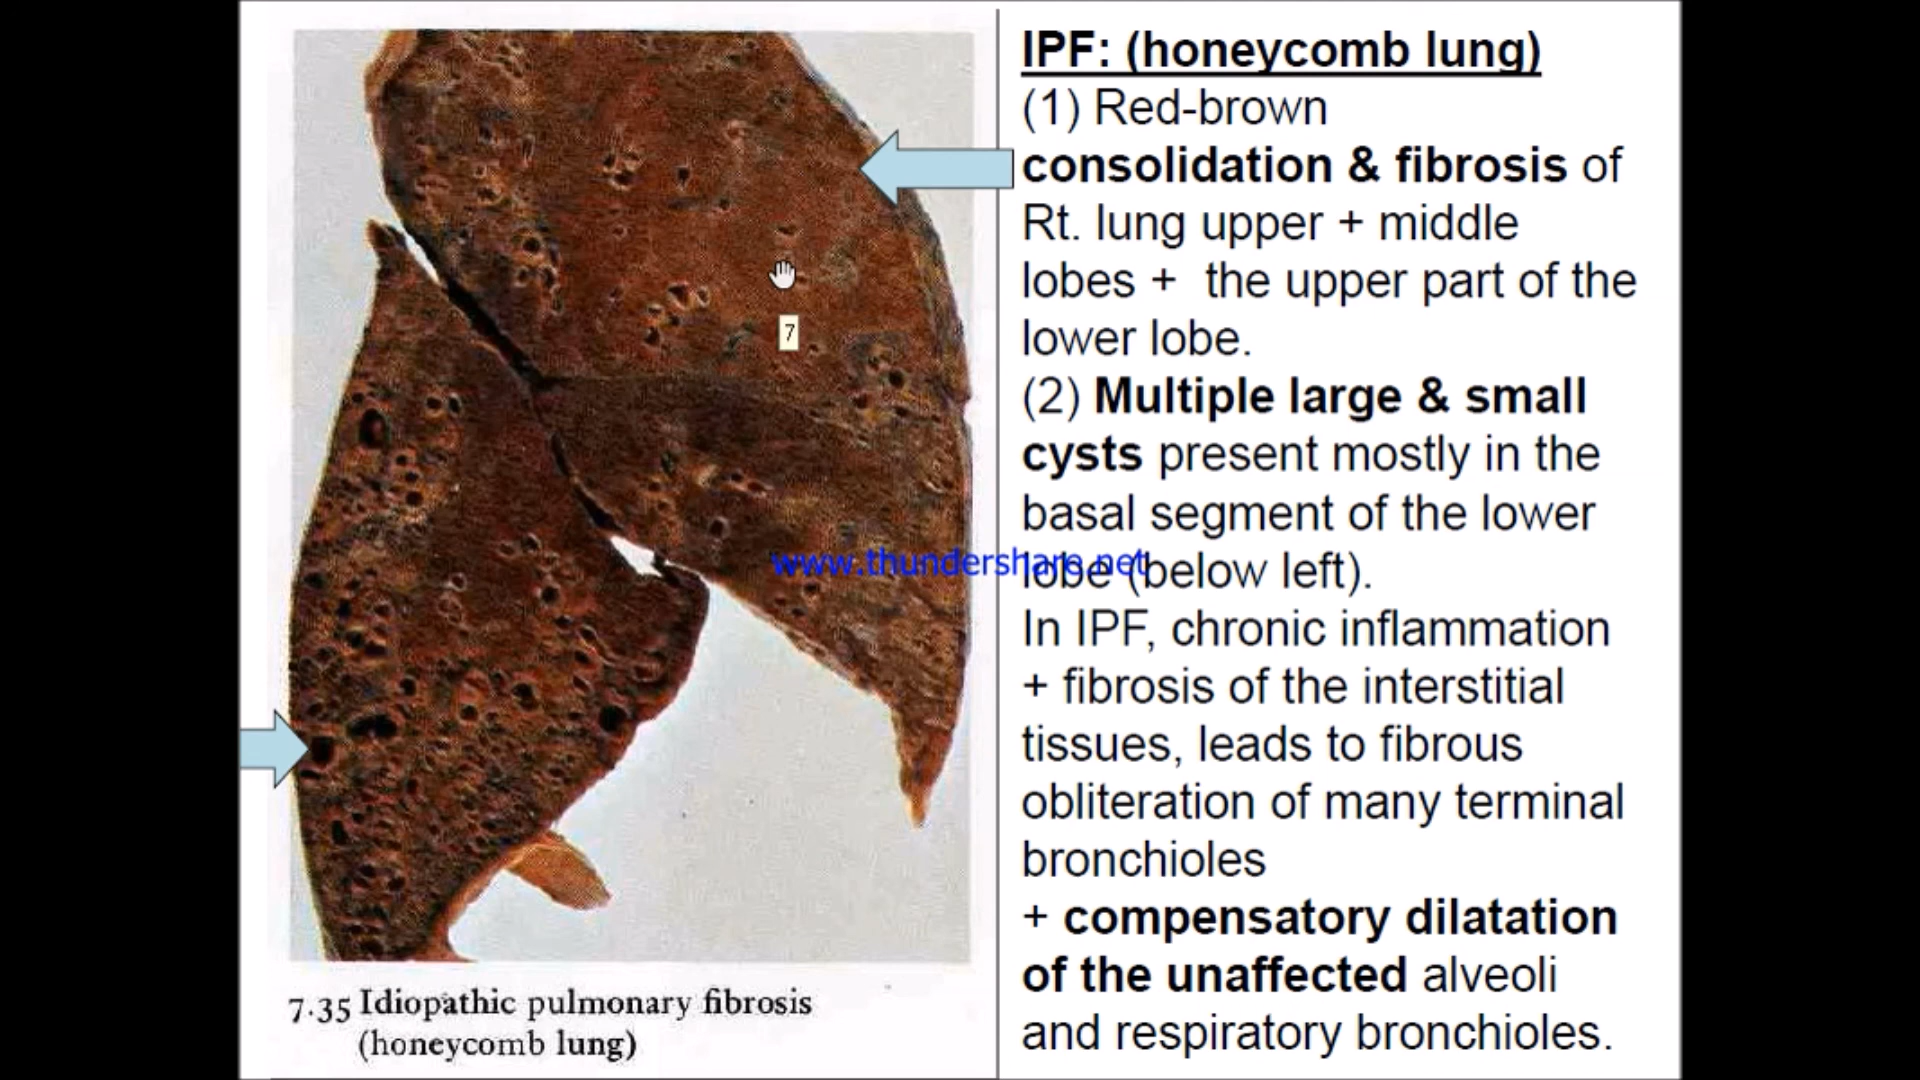 IPF: (honeycomb lung)
(1) Red-brown
consolidation & fibrosis of
Rt. lung upper + middle
lobes + the upper part of the
lower lobe.
(2) Multiple large & small
cysts present mostly in the
basal segment of the lower
lobe (below left).
In IPF, chronic inflammation
+ fibrosis of the interstitial
tissues, leads to fibrous
obliteration of many terminal
bronchioles
+ compensatory dilatation
of the unaffected alveoli
and respiratory bronchioles.
7
www.thundershare.net
7.35 Idiopathic pulmonary fibrosis
(honeycomb lung)